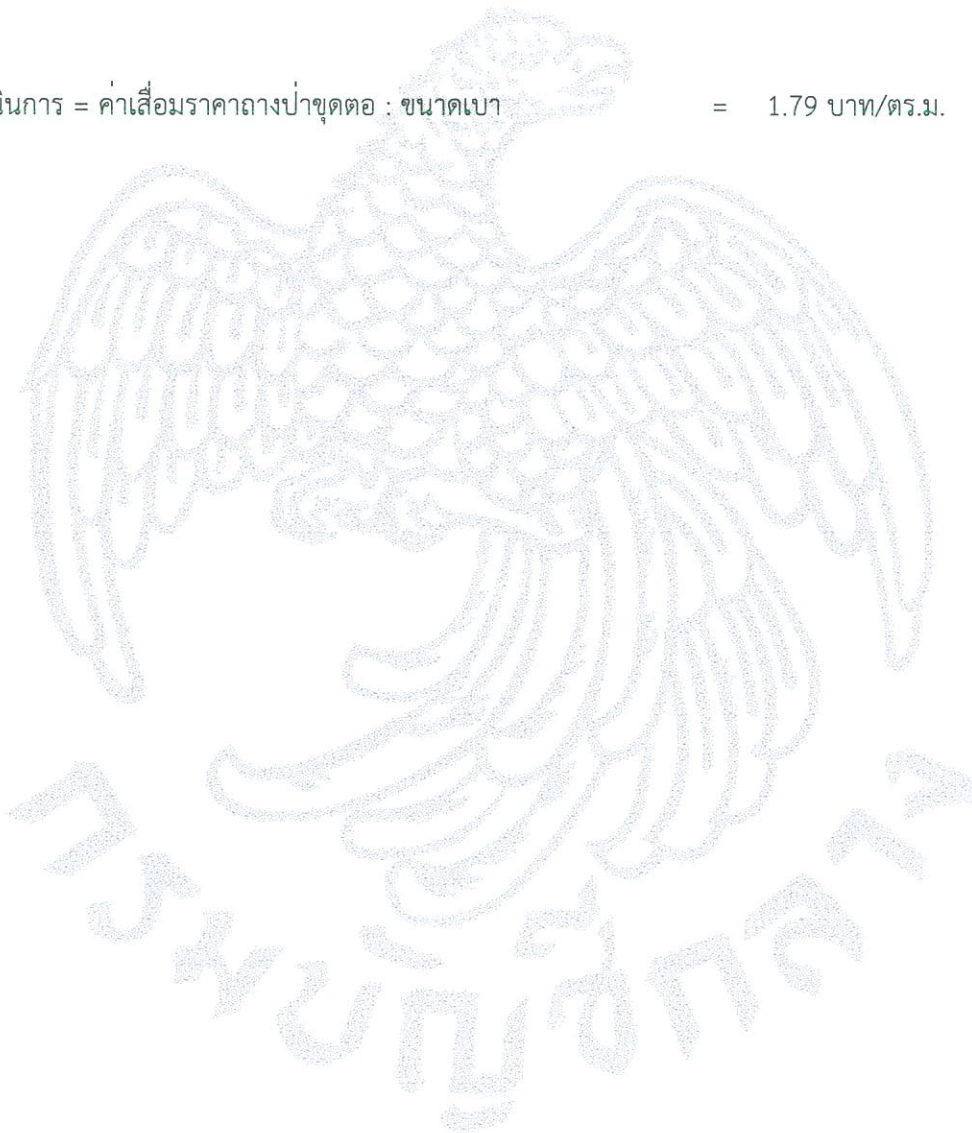 นินการ = ค่าเสื่อมราคาถางป่าขุดตอ : ขนาดเบา = 1.79 บาท/ตร.ม.
กรมบัญชีกลาง